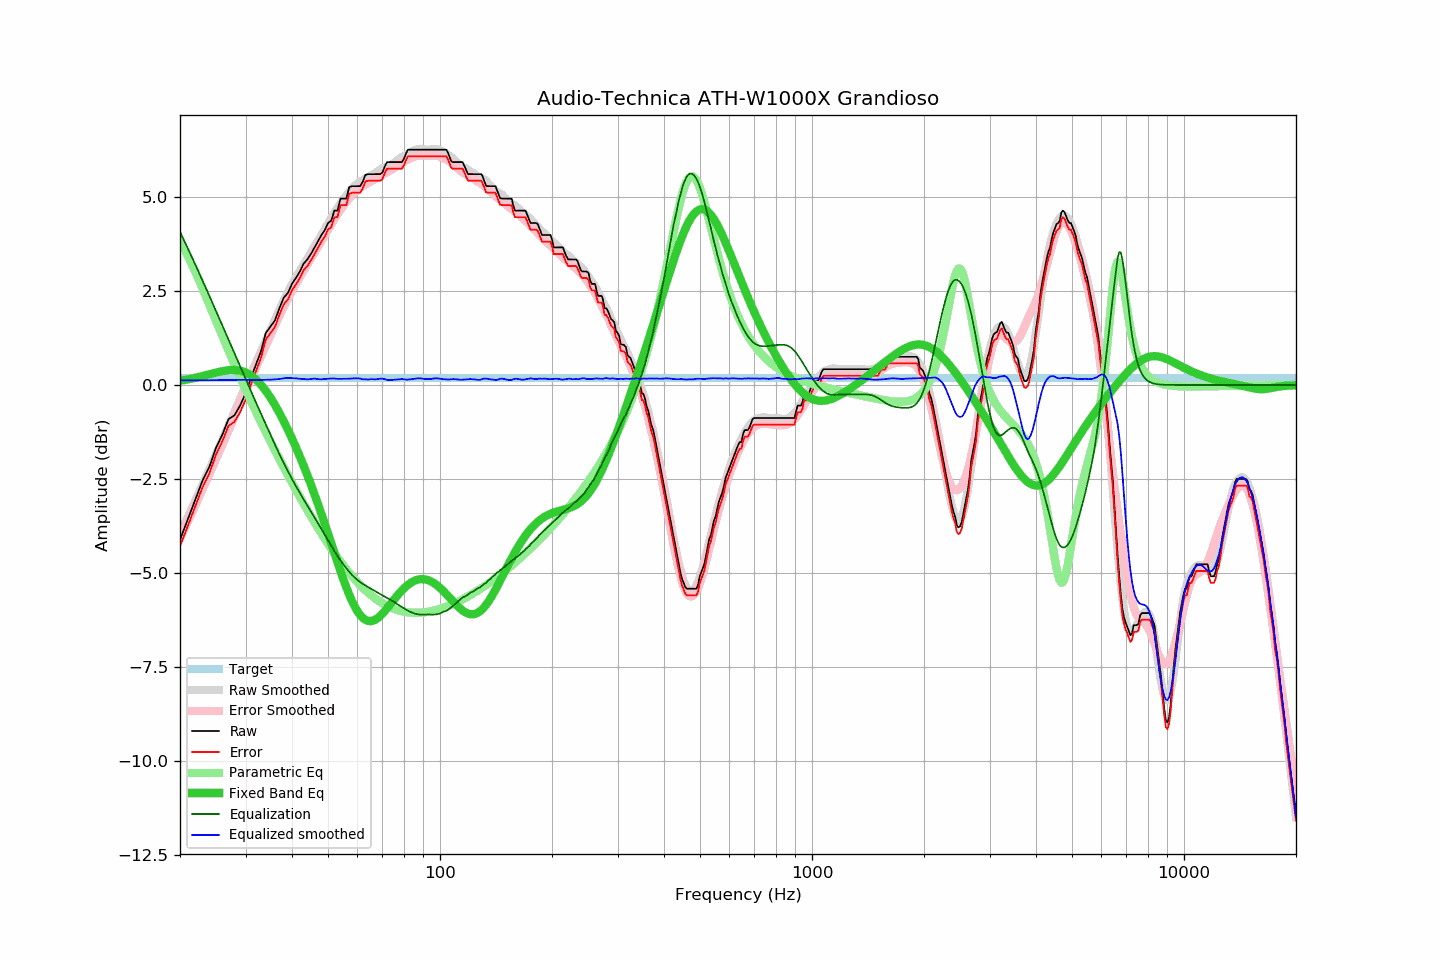 Audio-Technica ATH-W1000X Grandioso
5.0
2.5
0.0
−2.5
−5.0
−7.5
−10.0
−12.5
Amplitude (dBr)
Target
Raw Smoothed
Error Smoothed
Raw
Error
Parametric Eq
Fixed Band Eq
Equalization
Equalized smoothed
100
1000
10000
Frequency (Hz)